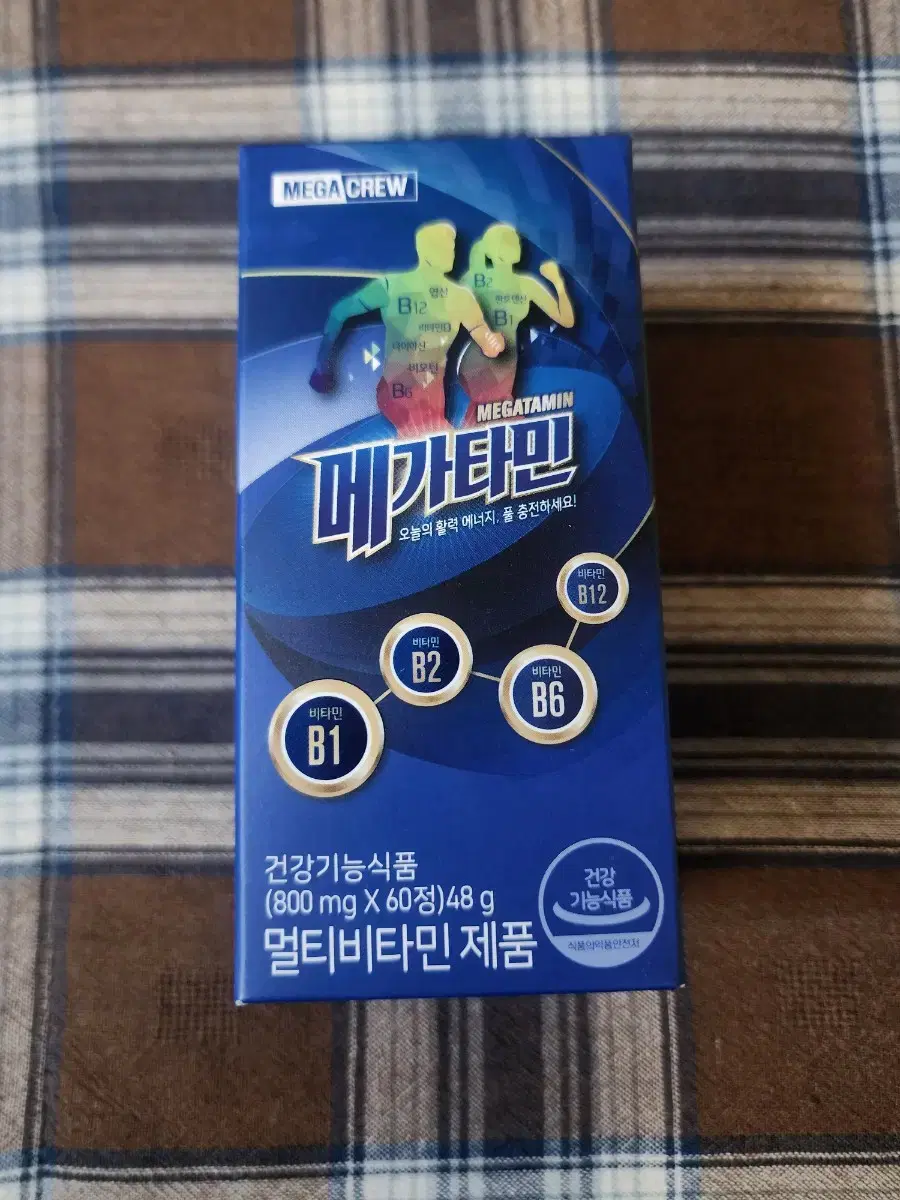 MEGACREW
B2
엽산
B12
판토텐산
B1
나이아신
비오틴
B6
MEGATAMIN
메가타민
오늘의 활력 에너지, 풀 충전하세요!
비타민
B12
비타민
B2
비타민
B6
비타민
B1
건강기능식품
(800 mg X 60정)48 g
멀티비타민 제품
건강
기능식품
식품의약품안전처